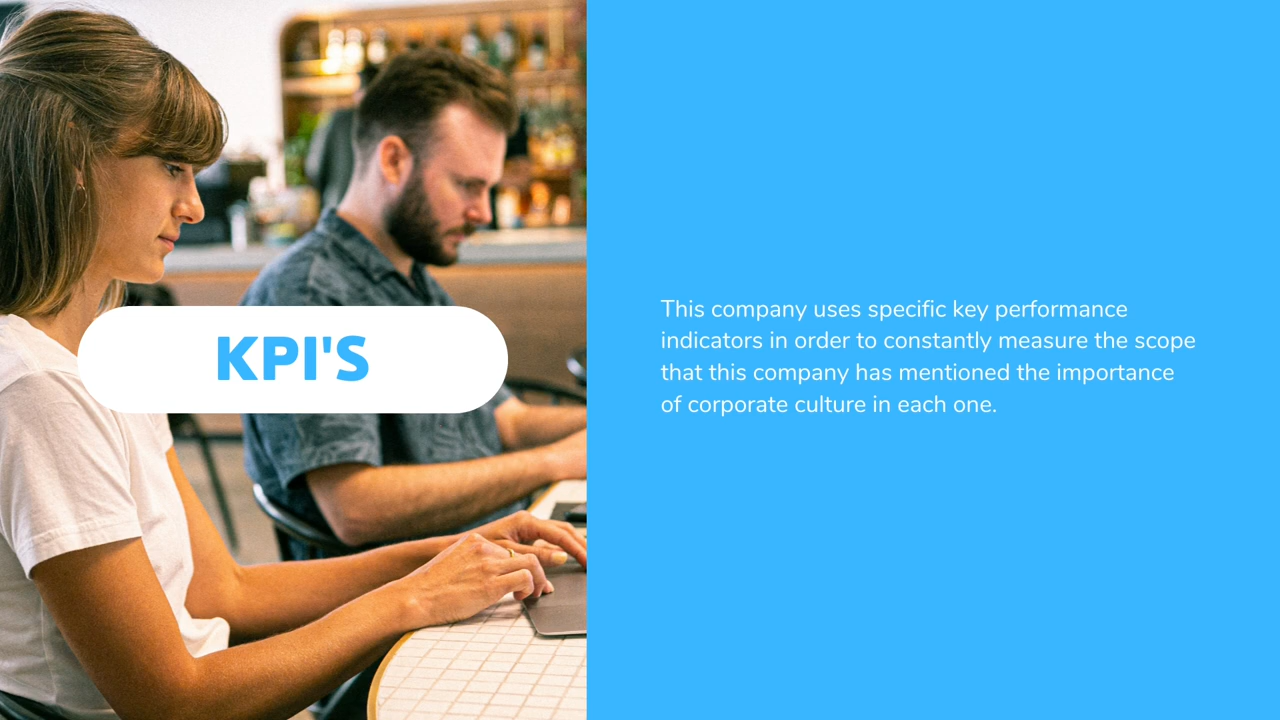 KPI'S
This company uses specific key performance
indicators in order to constantly measure the scope
that this company has mentioned the importance
of corporate culture in each one.